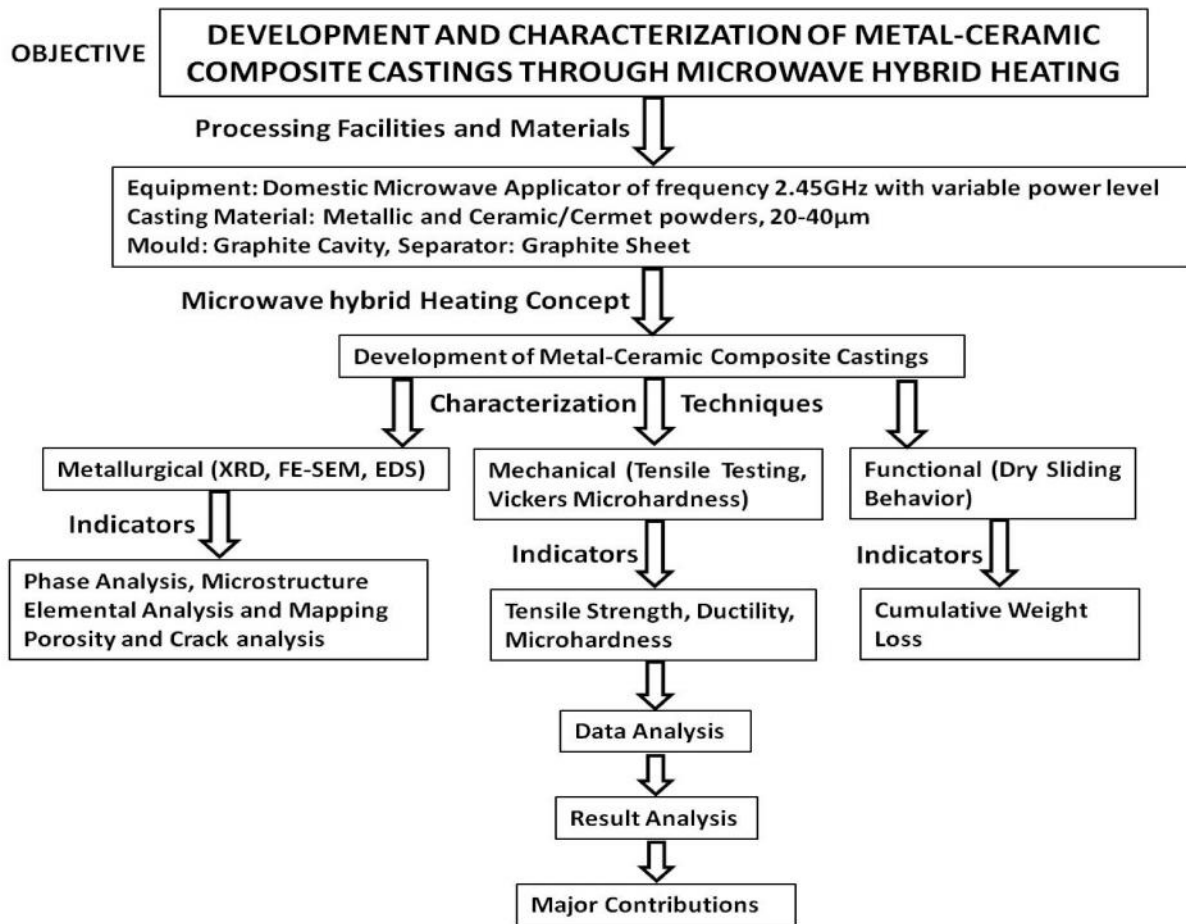 OBJECTIVE
DEVELOPMENT AND CHARACTERIZATION OF METAL-CERAMIC
COMPOSITE CASTINGS THROUGH MICROWAVE HYBRID HEATING
Processing Facilities and Materials
Equipment: Domestic Microwave Applicator of frequency 2.45GHz with variable power level
Casting Material: Metallic and Ceramic/Cermet powders, 20-40µm
Mould: Graphite Cavity, Separator: Graphite Sheet
Microwave hybrid Heating Concept
Development of Metal-Ceramic Composite Castings
Characterization Techniques
Metallurgical (XRD, FE-SEM, EDS)
Indicators
Phase Analysis, Microstructure
Elemental Analysis and Mapping
Porosity and Crack analysis
Mechanical (Tensile Testing,
Vickers Microhardness)
Indicators
Tensile Strength, Ductility,
Microhardness
Functional (Dry Sliding
Behavior)
Indicators
Cumulative Weight
Loss
Data Analysis
Result Analysis
Major Contributions